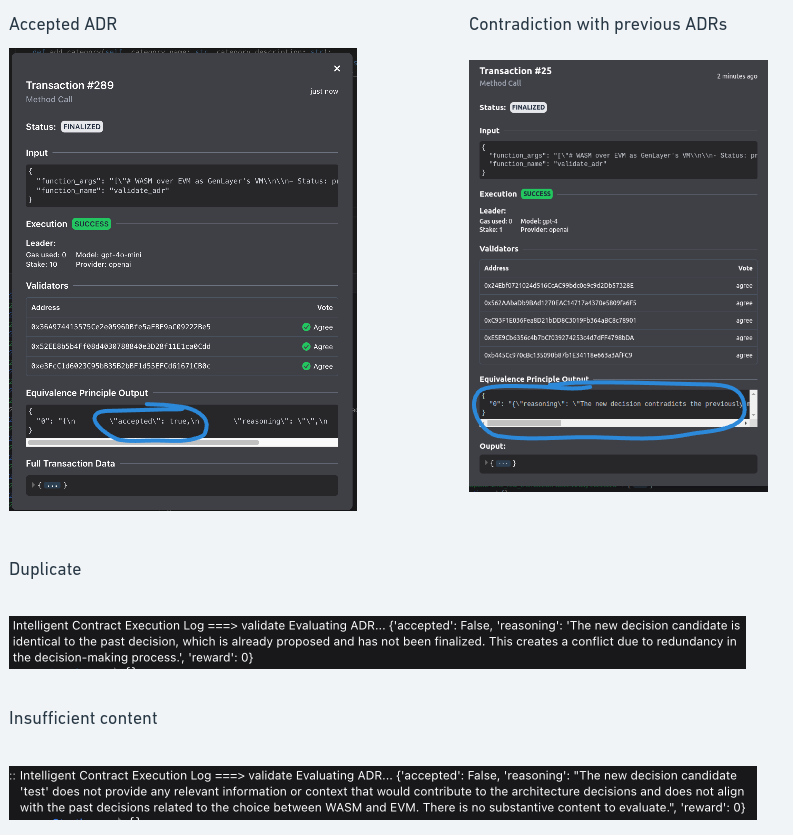 Accepted ADR
Contradiction with previous ADRs
Transaction #289
Method Call
just now
Status: FINALIZED
Input
{
"function_args": "[\"# WASM over EVM as GenLayer's VM\\n\\n- Status: pr
"function_name": "validate_adr"
}
Execution SUCCESS
Leader:
Gas used: 0 Model: gpt-4o-mini
Stake: 10 Provider: openai
Validators
Address Vote
0x36A974413575Ce2e0596DBfe5aFBF9aC09222Be5 Agree
0x52EE8b5b4Ff08d4030788B40e3D2Bf11E1ca0Cdd Agree
0xe3FcC1d6023C95bB35B2bBF1d55EFCd61671CB0c Agree
Equivalence Principle Output
{
"0": "{\n \"accepted\": true,\n \"reasoning\": \"\",\n
}
Full Transaction Data
{ ... }
Transaction #25
Method Call
2 minutes ago
Status: FINALIZED
Input
{
"function_args": "[\"# WASM over EVM as GenLayer's VM\\n\\n- Status: pr
"function_name": "validate_adr"
}
Execution SUCCESS
Leader:
Gas used: 0 Model: gpt-4
Stake: 1 Provider: openai
Validators
Address Vote
agree
agree
agree
agree
agree
Equivalence Principle Output
{
"0": "{\"reasoning\": \"The new decision contradicts the previously
}
Ouput:
{ ... }
Duplicate
Intelligent Contract Execution Log ===> validate Evaluating ADR... {'accepted': False, 'reasoning': 'The new decision candidate is
identical to the past decision, which is already proposed and has not been finalized. This creates a conflict due to redundancy in
the decision-making process.', 'reward': 0}
Insufficient content
:: Intelligent Contract Execution Log ===> validate Evaluating ADR... {'accepted': False, 'reasoning': "The new decision candidate
'test' does not provide any relevant information or context that would contribute to the architecture decisions and does not align
with the past decisions related to the choice between WASM and EVM. There is no substantive content to evaluate.", 'reward': 0}